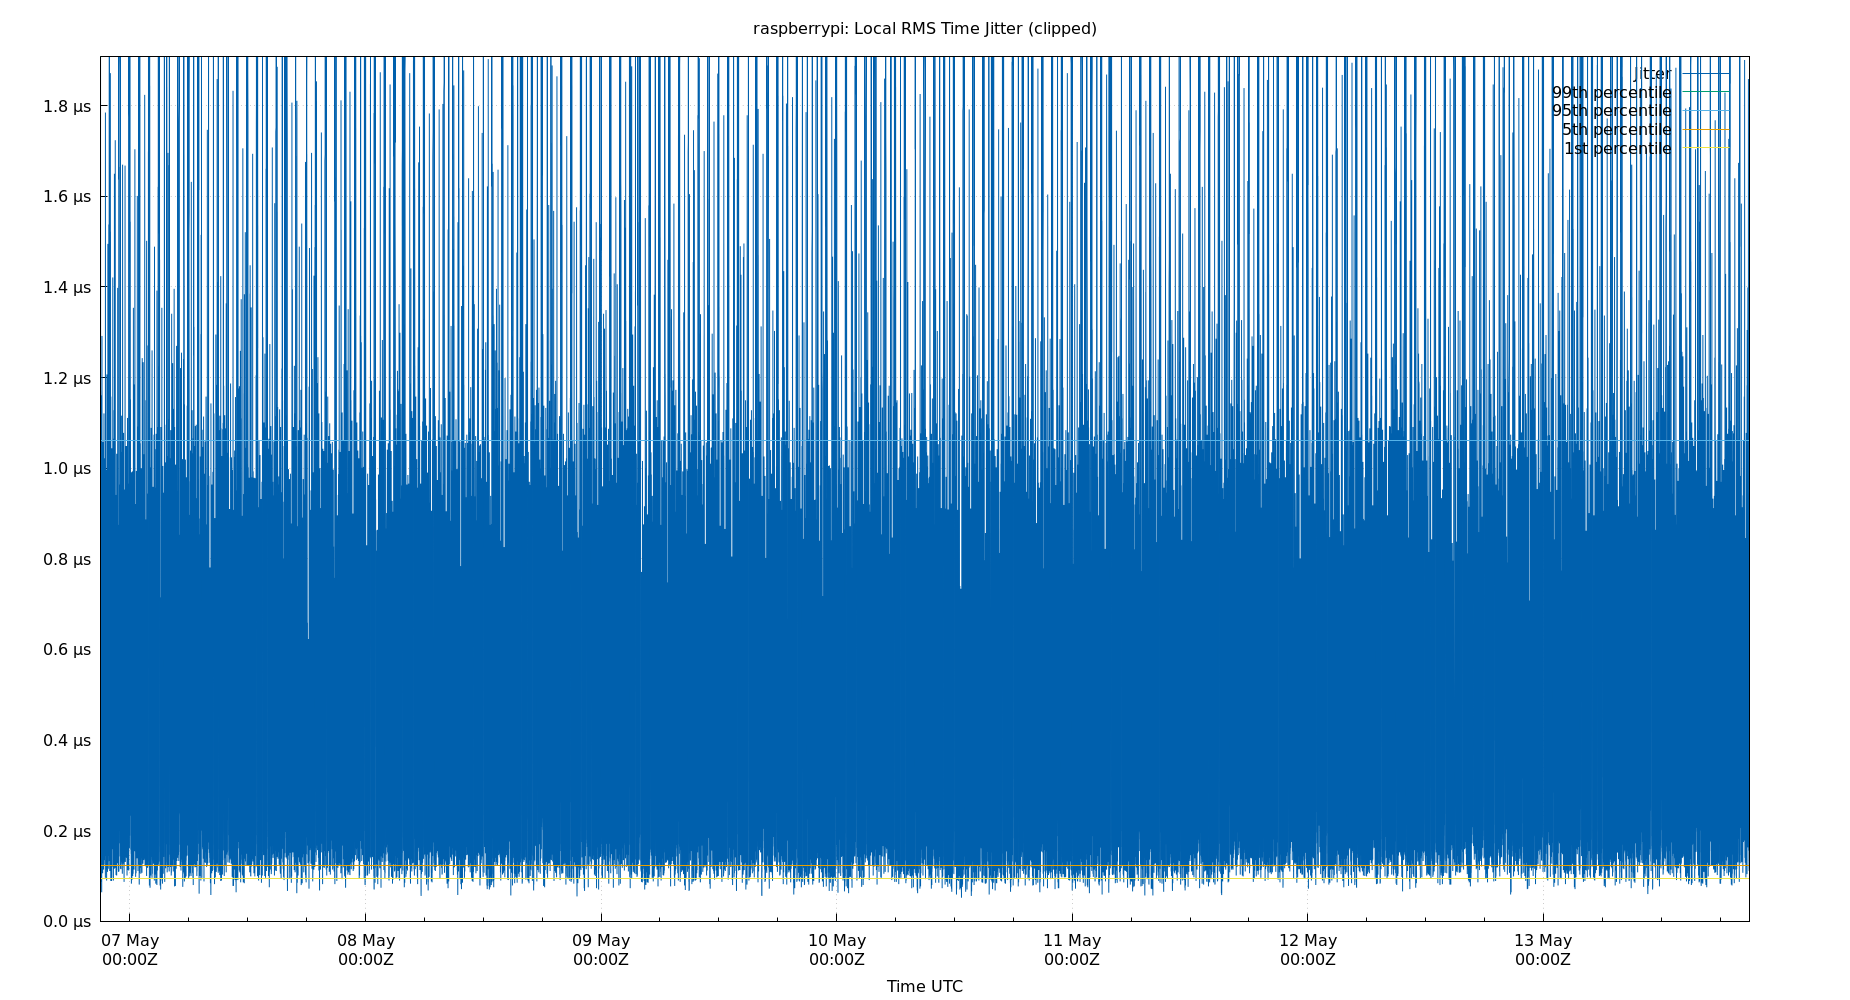 raspberrypi: Local RMS Time Jitter (clipped)
jitter
99th percentile
95th percentile
5th percentile
1st percentile
1.8 µs
1.6 µs
1.4 µs
1.2 µs
1.0 µs
0.8 µs
0.6 µs
0.4 µs
0.2 µs
0.0 µs
07 May
00:00Z
08 May
00:00Z
09 May
00:00Z
10 May
00:00Z
11 May
00:00Z
12 May
00:00Z
13 May
00:00Z
Time UTC